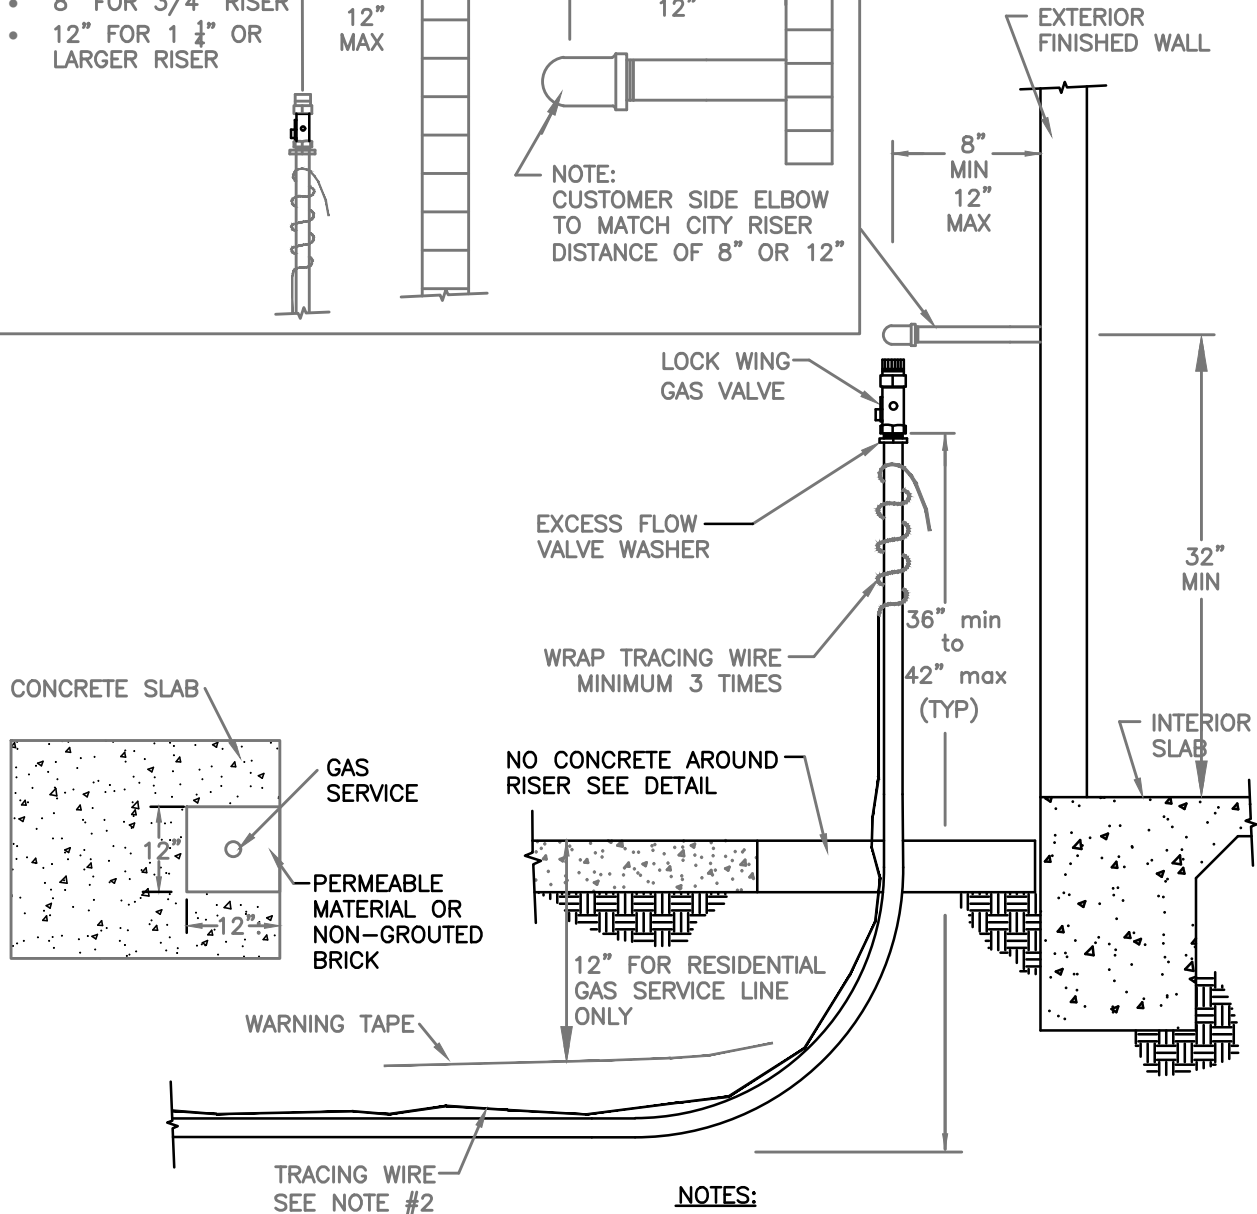 • 8" FOR 3/4" RISER
• 12" FOR 1 1/4" OR
LARGER RISER
12"
MAX
12"
NOTE:
CUSTOMER SIDE ELBOW
TO MATCH CITY RISER
DISTANCE OF 8" OR 12"
EXTERIOR
FINISHED WALL
8"
MIN
12"
MAX
LOCK WING
GAS VALVE
EXCESS FLOW
VALVE WASHER
32"
MIN
WRAP TRACING WIRE
MINIMUM 3 TIMES
36" min
to
42" max
(TYP)
CONCRETE SLAB
INTERIOR
SLAB
GAS
SERVICE
NO CONCRETE AROUND
RISER SEE DETAIL
12"
12"
PERMEABLE
MATERIAL OR
NON-GROUTED
BRICK
12" FOR RESIDENTIAL
GAS SERVICE LINE
ONLY
WARNING TAPE
TRACING WIRE
SEE NOTE #2
NOTES: